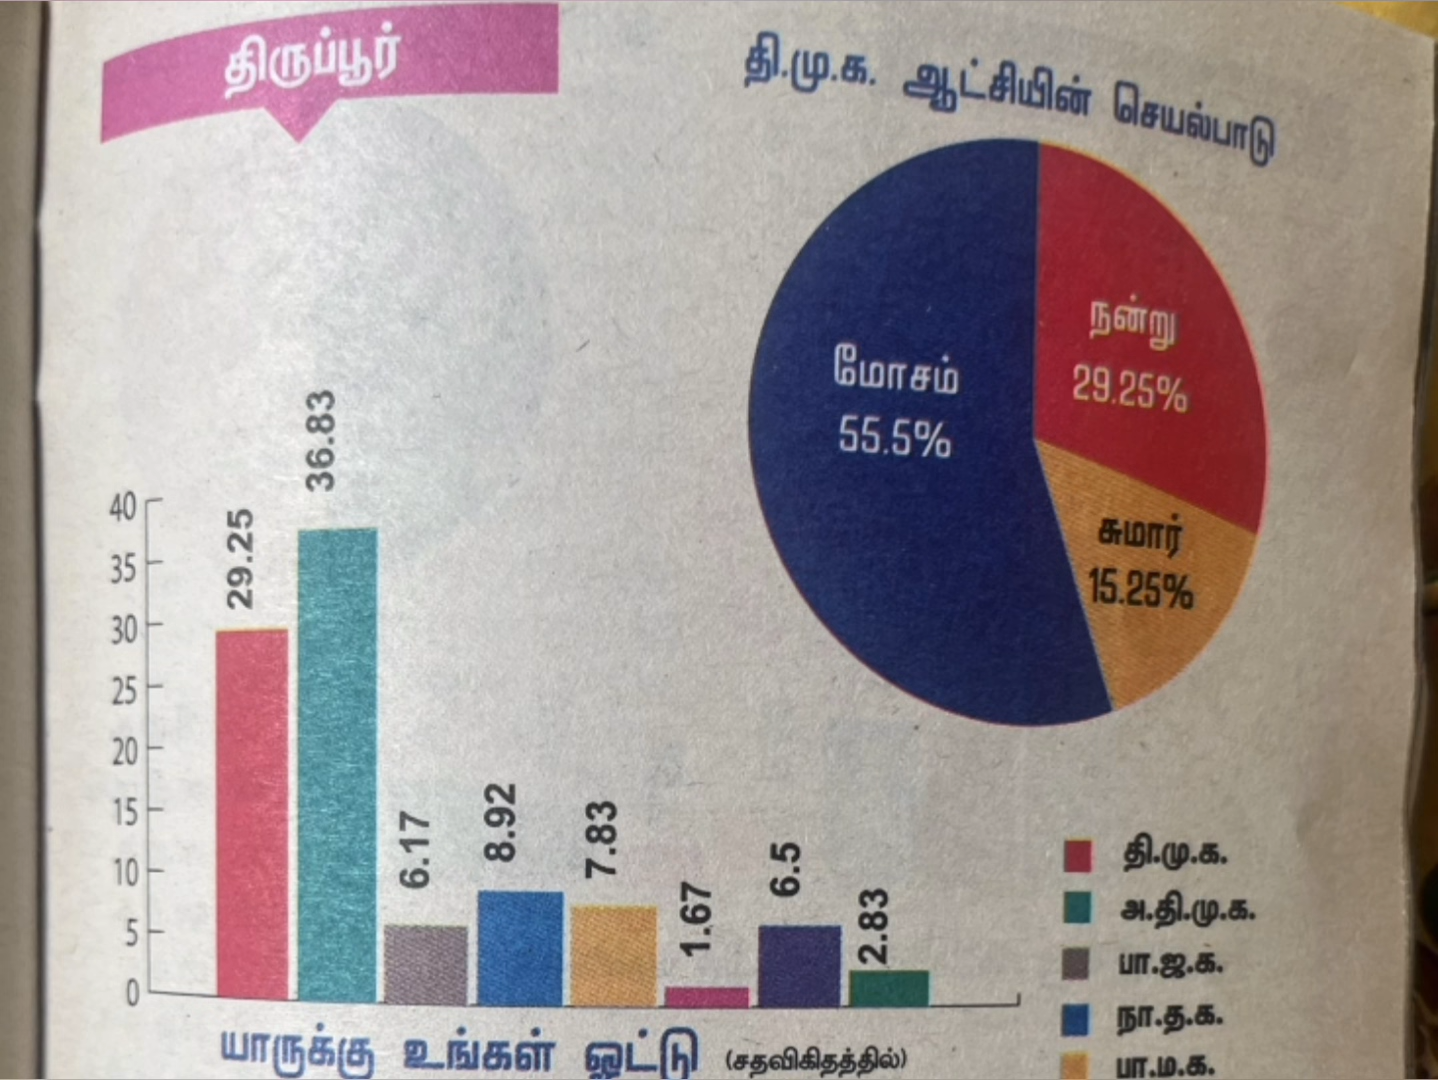 திருப்பூர்
தி.மு.க. ஆட்சியின் செயல்பாடு
நன்று
29.25%
மோசம்
55.5%
சுமார்
15.25%
40
35
30
25
20
15
10
5
0
29.25
36.83
6.17
8.92
7.83
1.67
6.5
2.83
தி.மு.க.
அ.தி.மு.க.
பா.ஜ.க.
நா.த.க.
பா.ம.க.
யாருக்கு உங்கள் ஓட்டு (சதவிகிதத்தில்)